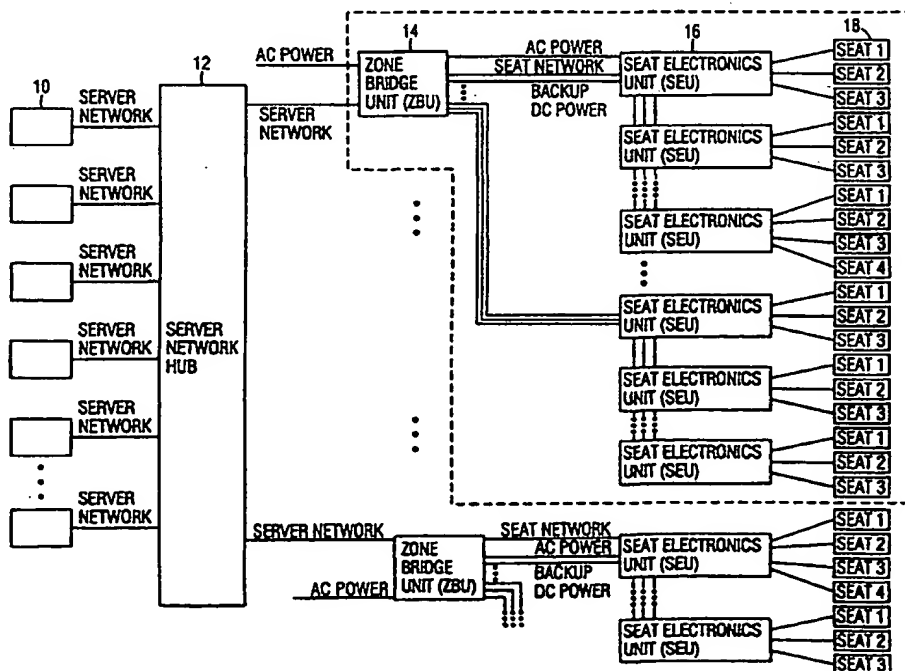 10
SERVER
NETWORK
SERVER
NETWORK
SERVER
NETWORK
SERVER
NETWORK
SERVER
NETWORK
SERVER
NETWORK
12
SERVER
NETWORK
HUB
AC POWER
SERVER
NETWORK
14
ZONE
BRIDGE
UNIT (ZBU)
AC POWER
SEAT NETWORK
BACKUP
DC POWER
16
18
SEAT ELECTRONICS
UNIT (SEU)
SEAT 1
SEAT 2
SEAT 3
SEAT ELECTRONICS
UNIT (SEU)
SEAT 1
SEAT 2
SEAT 3
SEAT ELECTRONICS
UNIT (SEU)
SEAT 1
SEAT 2
SEAT 3
SEAT 4
SEAT ELECTRONICS
UNIT (SEU)
SEAT 1
SEAT 2
SEAT 3
SEAT ELECTRONICS
UNIT (SEU)
SEAT 1
SEAT 2
SEAT 3
SEAT ELECTRONICS
UNIT (SEU)
SEAT 1
SEAT 2
SEAT 3
SERVER NETWORK
AC POWER
ZONE
BRIDGE
UNIT (ZBU)
SEAT NETWORK
AC POWER
BACKUP
DC POWER
SEAT ELECTRONICS
UNIT (SEU)
SEAT 1
SEAT 2
SEAT 3
SEAT 4
SEAT ELECTRONICS
UNIT (SEU)
SEAT 1
SEAT 2
SEAT 3